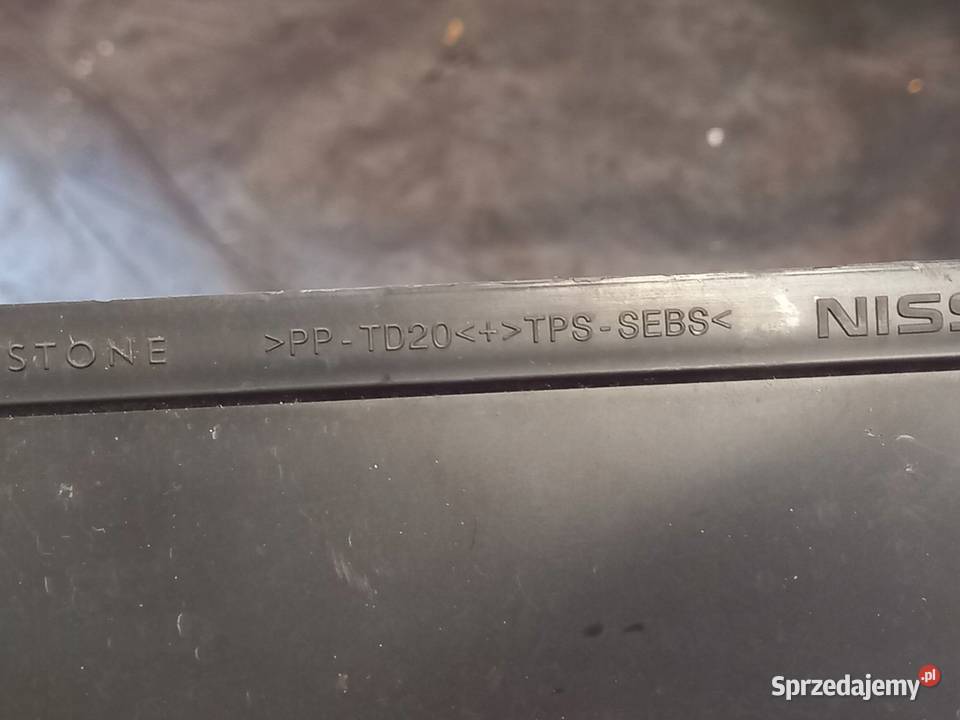 STONE >PP-TD20<+>TPS-SEBS< NISS
Sprzedajemy.pl